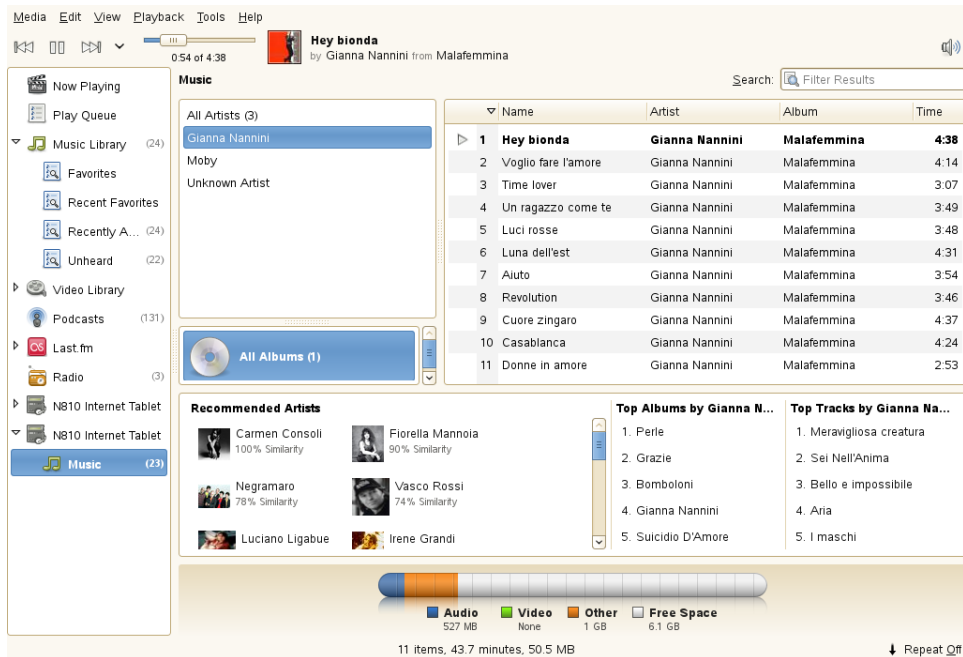 Media Edit View Playback Tools Help
Hey bionda
by Gianna Nannini from Malafemmina
0:54 of 4:38
Now Playing
Play Queue
Music Library (24)
Favorites
Recent Favorites
Recently A... (24)
Unheard (22)
Video Library
Podcasts (131)
Last.fm
Radio (3)
N810 Internet Tablet
N810 Internet Tablet
Music (23)
Music
Search: Filter Results
All Artists (3)
Gianna Nannini
Moby
Unknown Artist
All Albums (1)
Name Artist Album Time
1 Hey bionda Gianna Nannini Malafemmina 4:38
2 Voglio fare l'amore Gianna Nannini Malafemmina 4:14
3 Time lover Gianna Nannini Malafemmina 3:07
4 Un ragazzo come te Gianna Nannini Malafemmina 3:49
5 Luci rosse Gianna Nannini Malafemmina 3:48
6 Luna dell'est Gianna Nannini Malafemmina 4:31
7 Aiuto Gianna Nannini Malafemmina 3:54
8 Revolution Gianna Nannini Malafemmina 3:46
9 Cuore zingaro Gianna Nannini Malafemmina 4:37
10 Casablanca Gianna Nannini Malafemmina 4:24
11 Donne in amore Gianna Nannini Malafemmina 2:53
Recommended Artists
Carmen Consoli
100% Similarity
Fiorella Mannoia
90% Similarity
Negramaro
78% Similarity
Vasco Rossi
74% Similarity
Luciano Ligabue
Irene Grandi
Top Albums by Gianna N...
1. Perle
2. Grazie
3. Bomboloni
4. Gianna Nannini
5. Suicidio D'Amore
Top Tracks by Gianna Na...
1. Meravigliosa creatura
2. Sei Nell'Anima
3. Bello e impossibile
4. Aria
5. I maschi
Audio
527 MB
Video
None
Other
1 GB
Free Space
6.1 GB
11 items, 43.7 minutes, 50.5 MB
Repeat Off